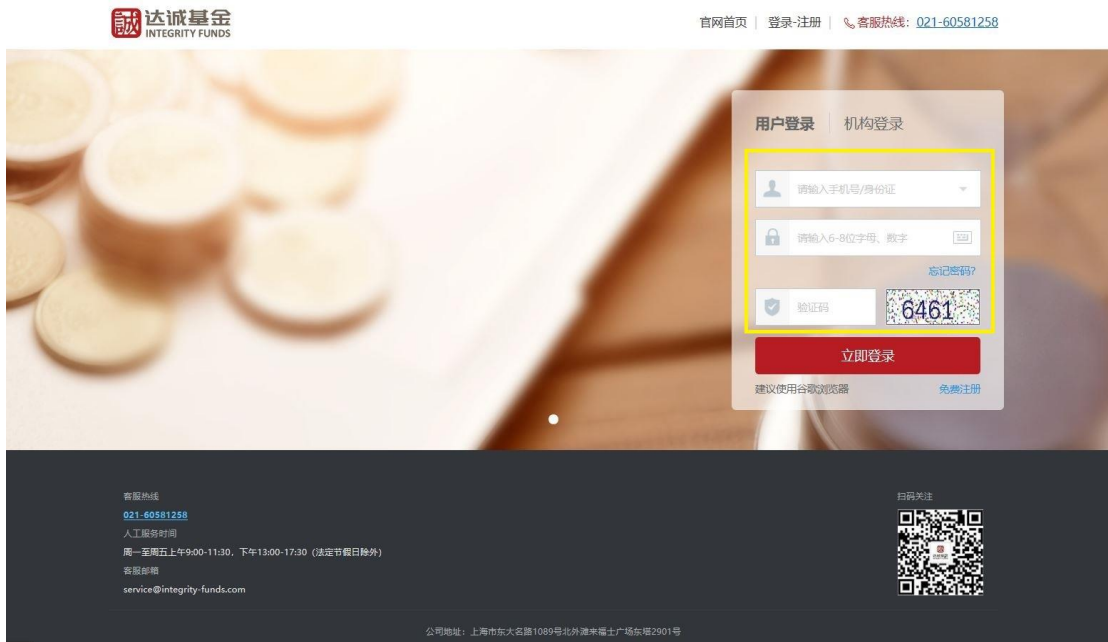 誠 达诚基金
INTEGRITY FUNDS
官网首页 | 登录-注册 | 客服热线：021-60581258
用户登录 | 机构登录
请输入手机号/身份证
请输入6-8位字母、数字
忘记密码?
验证码 6461
立即登录
建议使用谷歌浏览器 免费注册
客服热线
021-60581258
人工服务时间
周一至周五上午9:00-11:30，下午13:00-17:30（法定节假日除外）
客服邮箱
service@integrity-funds.com
扫码关注
公司地址：上海市东大名路1089号北外滩来福士广场东塔2901号